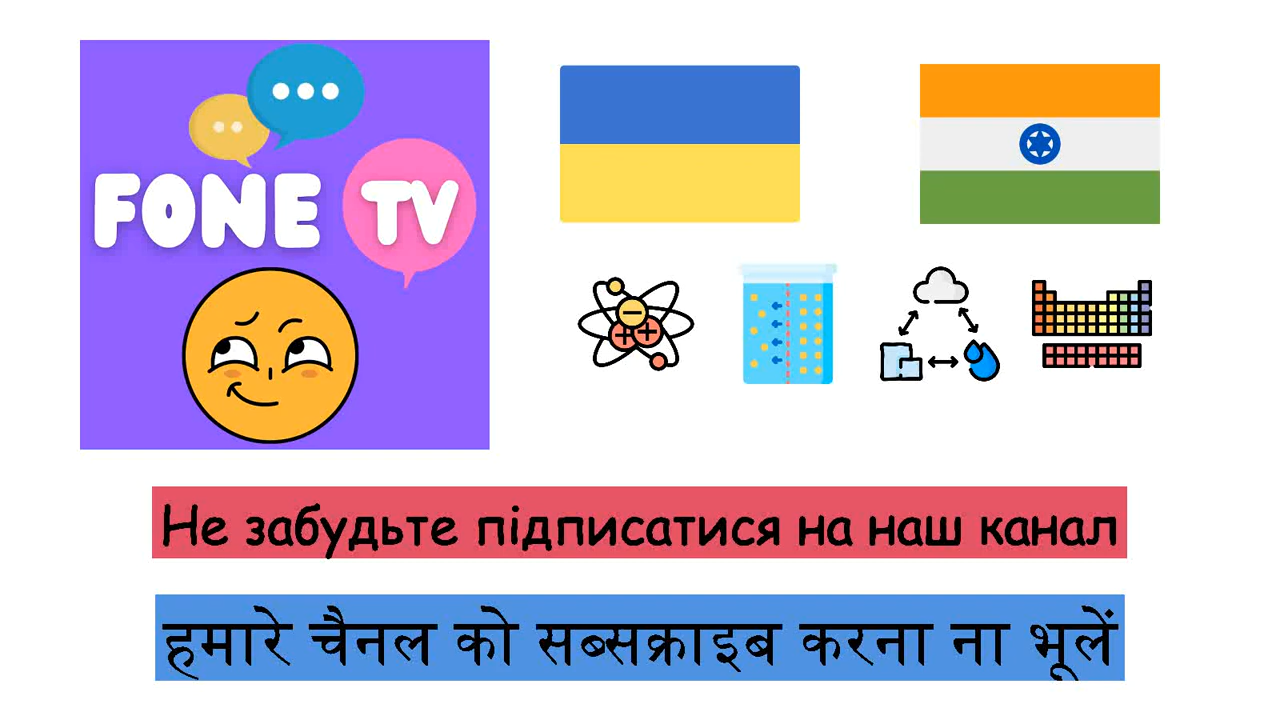 FONE TV
Не забудьте підписатися на наш канал
हमारे चैनल को सब्सक्राइब करना ना भूलें